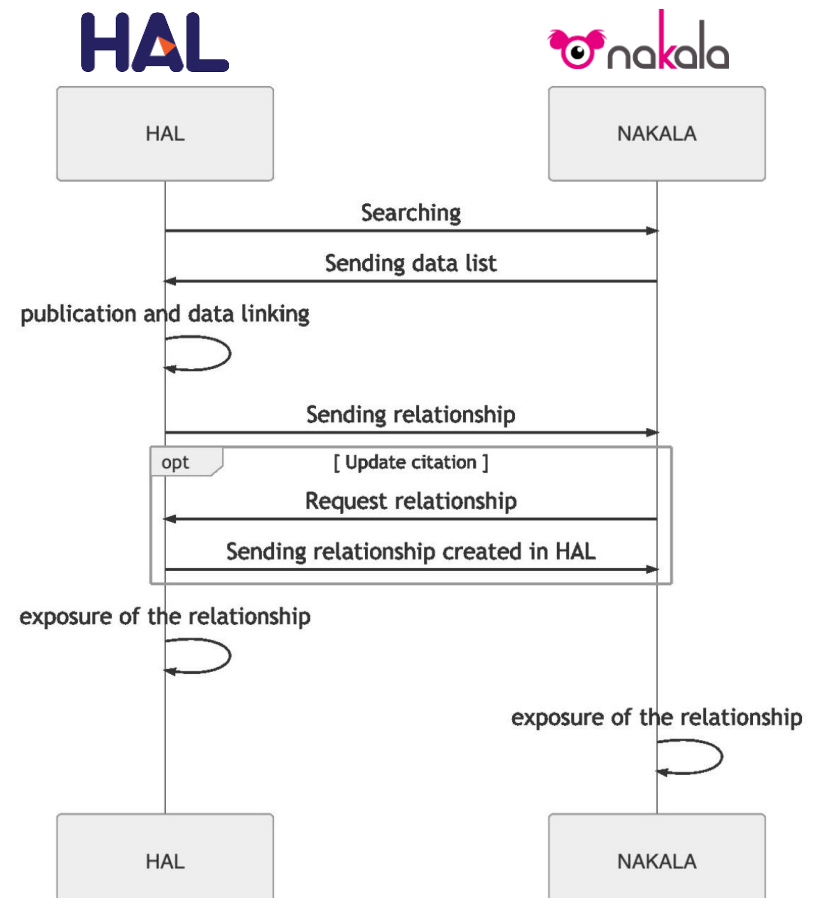 HAL
nakala
HAL
NAKALA
Searching
Sending data list
publication and data linking
Sending relationship
opt
[ Update citation ]
Request relationship
Sending relationship created in HAL
exposure of the relationship
exposure of the relationship
HAL
NAKALA